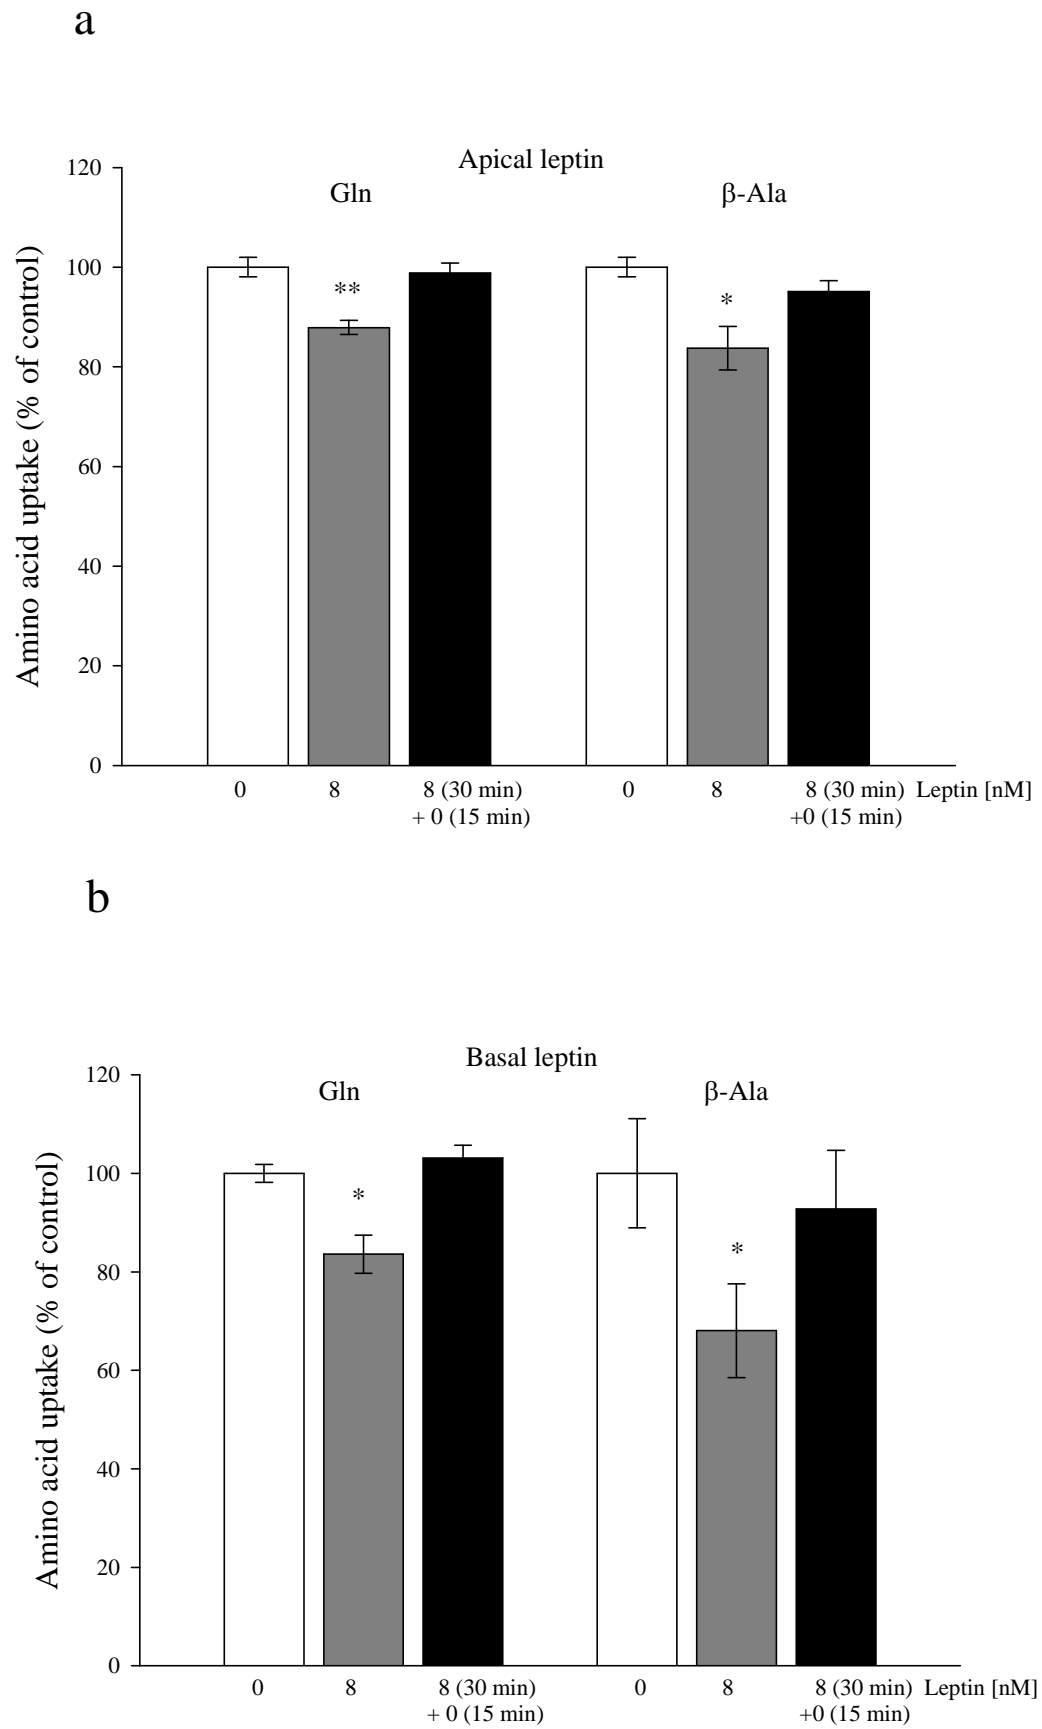 a
Apical leptin
Gln
β-Ala
Amino acid uptake (% of control)
120
100
80
60
40
20
0
**
*
0 8 8 (30 min) 0 8 8 (30 min) Leptin [nM]
+ 0 (15 min) +0 (15 min)
b
Basal leptin
Gln
β-Ala
Amino acid uptake (% of control)
120
100
80
60
40
20
0
*
*
0 8 8 (30 min) 0 8 8 (30 min) Leptin [nM]
+ 0 (15 min) +0 (15 min)